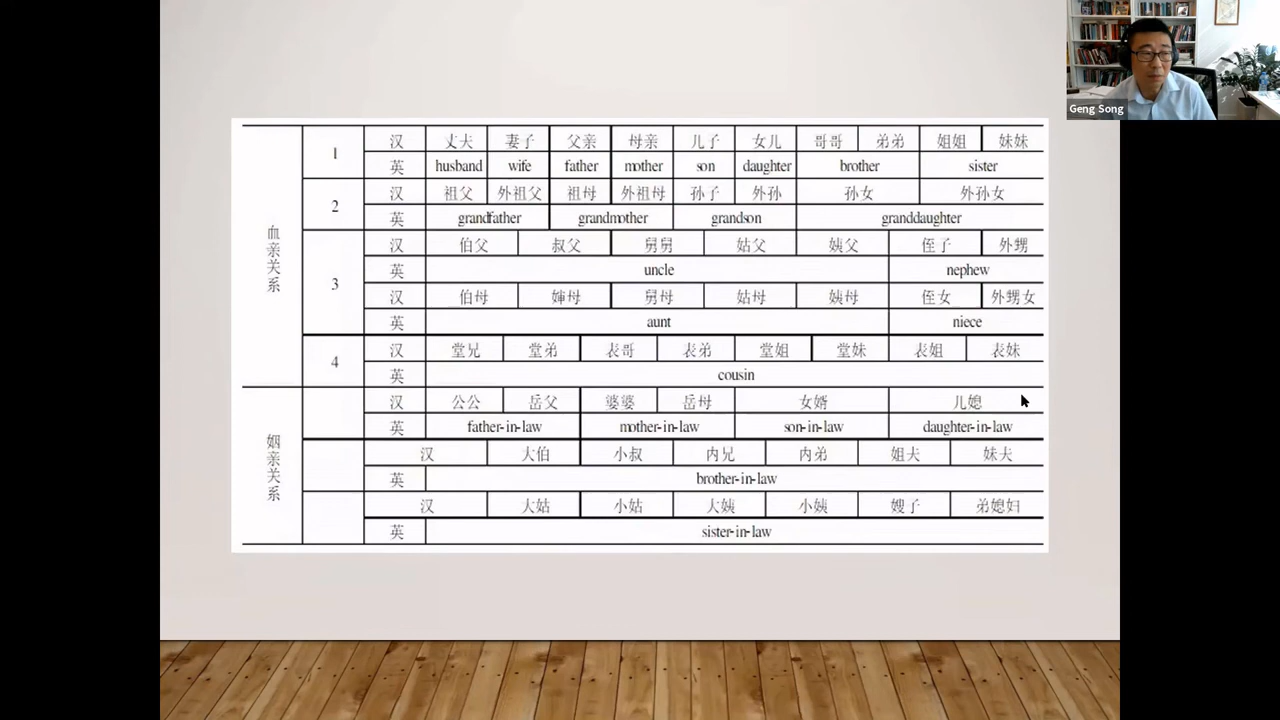 Geng Song
血亲关系
1
汉 丈夫 妻子 父亲 母亲 儿子 女儿 哥哥 弟弟 姐姐 妹妹
英 husband wife father mother son daughter brother sister
2
汉 祖父 外祖父 祖母 外祖母 孙子 外孙 孙女 外孙女
英 grandfather grandmother grandson granddaughter
3
汉 伯父 叔父 舅舅 姑父 姨父 侄子 外甥
英 uncle nephew
汉 伯母 婶母 舅母 姑母 姨母 侄女 外甥女
英 aunt niece
4
汉 堂兄 堂弟 表哥 表弟 堂姐 堂妹 表姐 表妹
英 cousin
姻亲关系
汉 公公 岳父 婆婆 岳母 女婿 儿媳
英 father-in-law mother-in-law son-in-law daughter-in-law
汉 大伯 小叔 内兄 内弟 姐夫 妹夫
英 brother-in-law
汉 大姑 小姑 大姨 小姨 嫂子 弟媳妇
英 sister-in-law